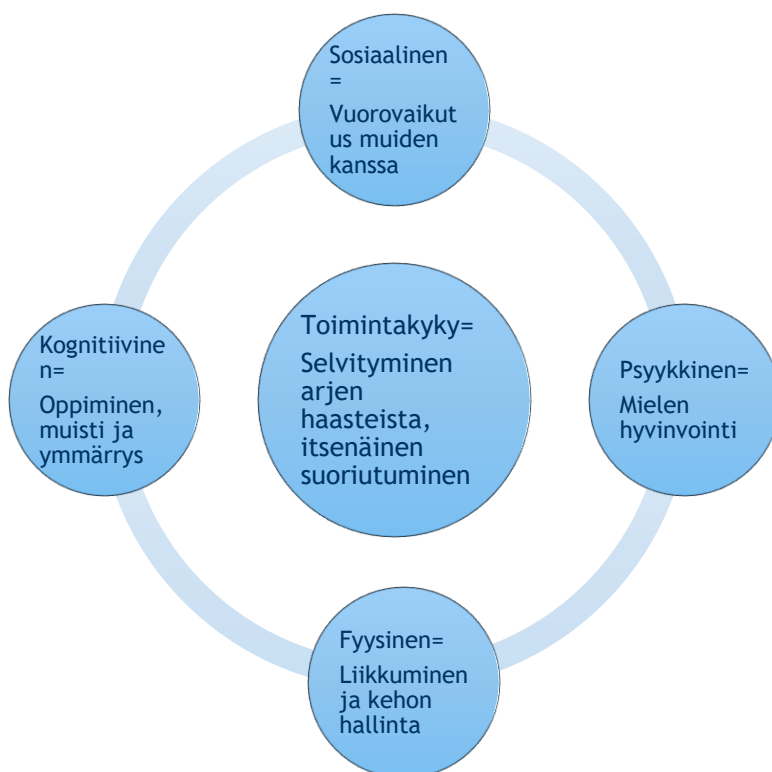 Sosiaalinen
=
Vuorovaikut
us muiden
kanssa
Kognitiivine
n=
Oppiminen,
muisti ja
ymmärrys
Toimintakyky=
Selvityminen
arjen
haasteista,
itsenäinen
suoriutuminen
Psyykkinen=
Mielen
hyvinvointi
Fyysinen=
Liikkuminen
ja kehon
hallinta